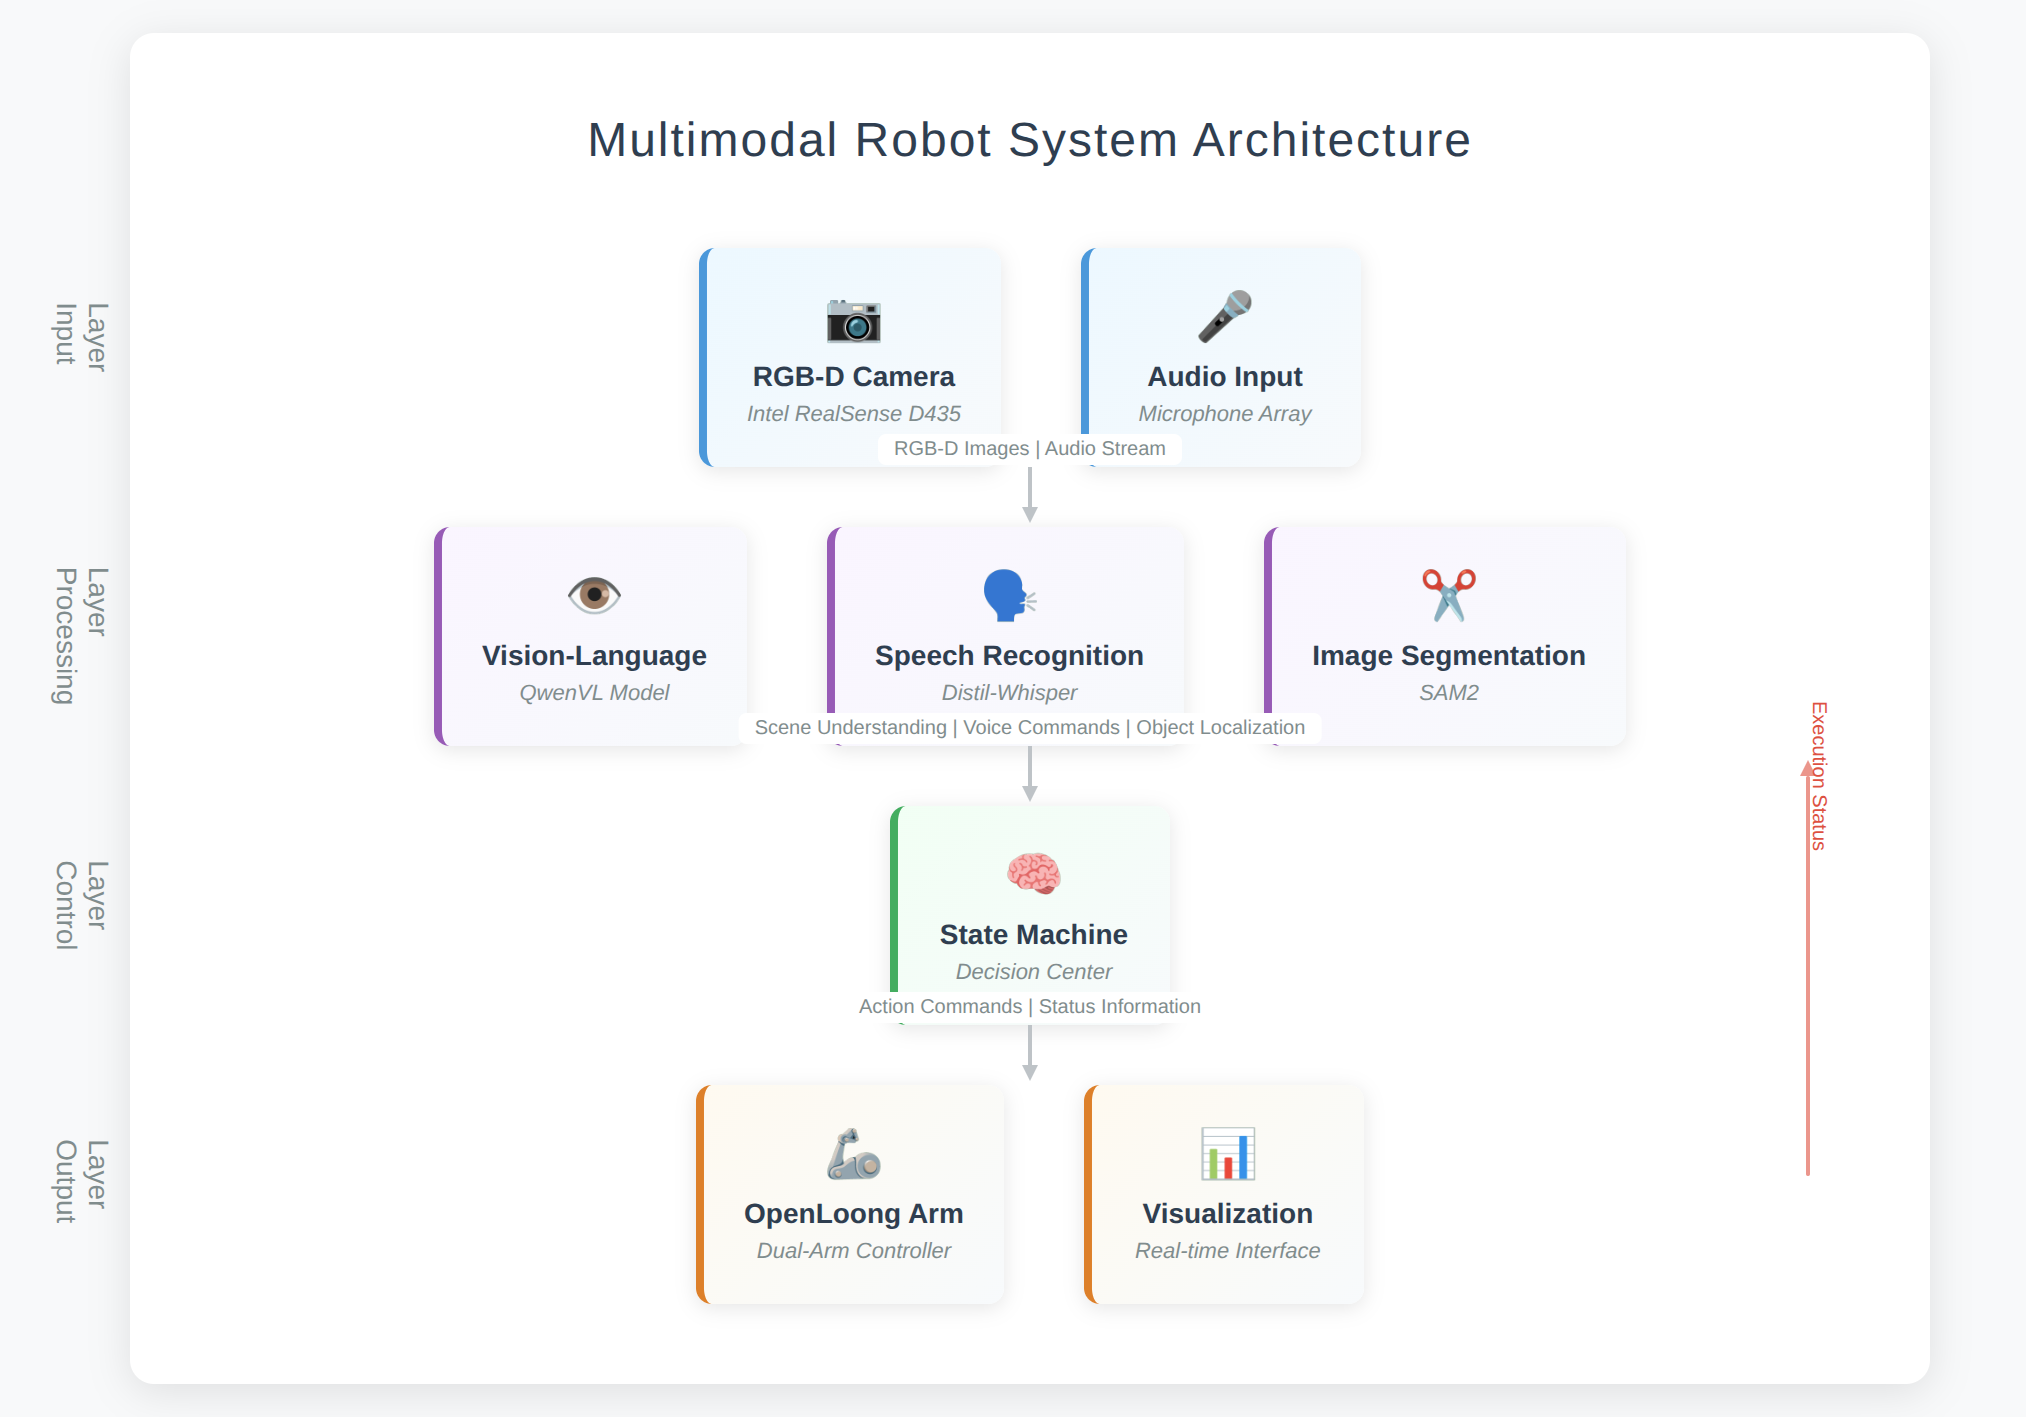 Multimodal Robot System Architecture
Layer
Input
RGB-D Camera
Intel RealSense D435
Audio Input
Microphone Array
RGB-D Images | Audio Stream
Layer
Processing
Vision-Language
QwenVL Model
Speech Recognition
Distil-Whisper
Image Segmentation
SAM2
Scene Understanding | Voice Commands | Object Localization
Execution Status
Layer
Control
State Machine
Decision Center
Action Commands | Status Information
Layer
Output
OpenLoong Arm
Dual-Arm Controller
Visualization
Real-time Interface